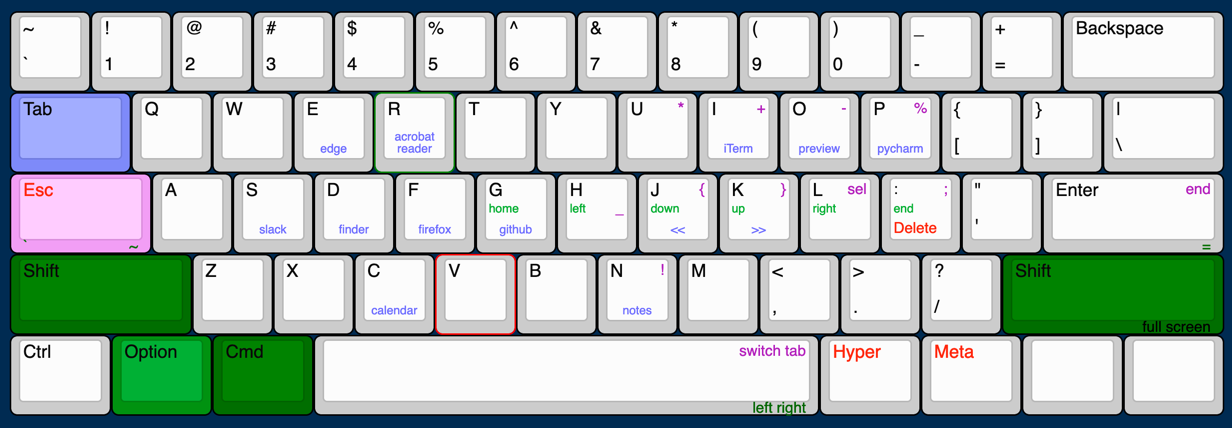 ~ ! @ # $ % ^ & * ( ) _ + Backspace
` 1 2 3 4 5 6 7 8 9 0 - =
Tab Q W E R T Y U * I + O - P % { } |
edge acrobat reader iTerm preview pycharm [ ] \
Esc A S D F G H J { K } L sel : ; " Enter end
home left _ down up right end
` ~ slack finder firefox github << >> Delete ' =
Shift Z X C V B N ! M < > ? Shift
calendar notes , . / full screen
Ctrl Option Cmd switch tab Hyper Meta
left right